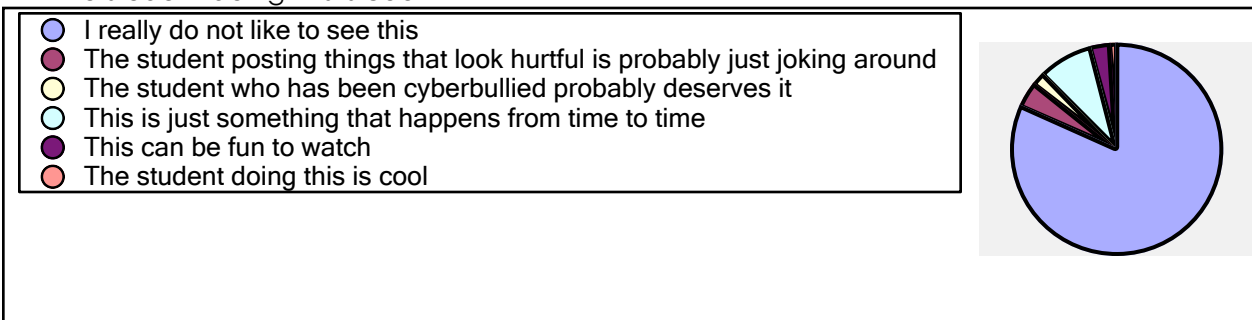 I really do not like to see this
The student posting things that look hurtful is probably just joking around
The student who has been cyberbullied probably deserves it
This is just something that happens from time to time
This can be fun to watch
The student doing this is cool